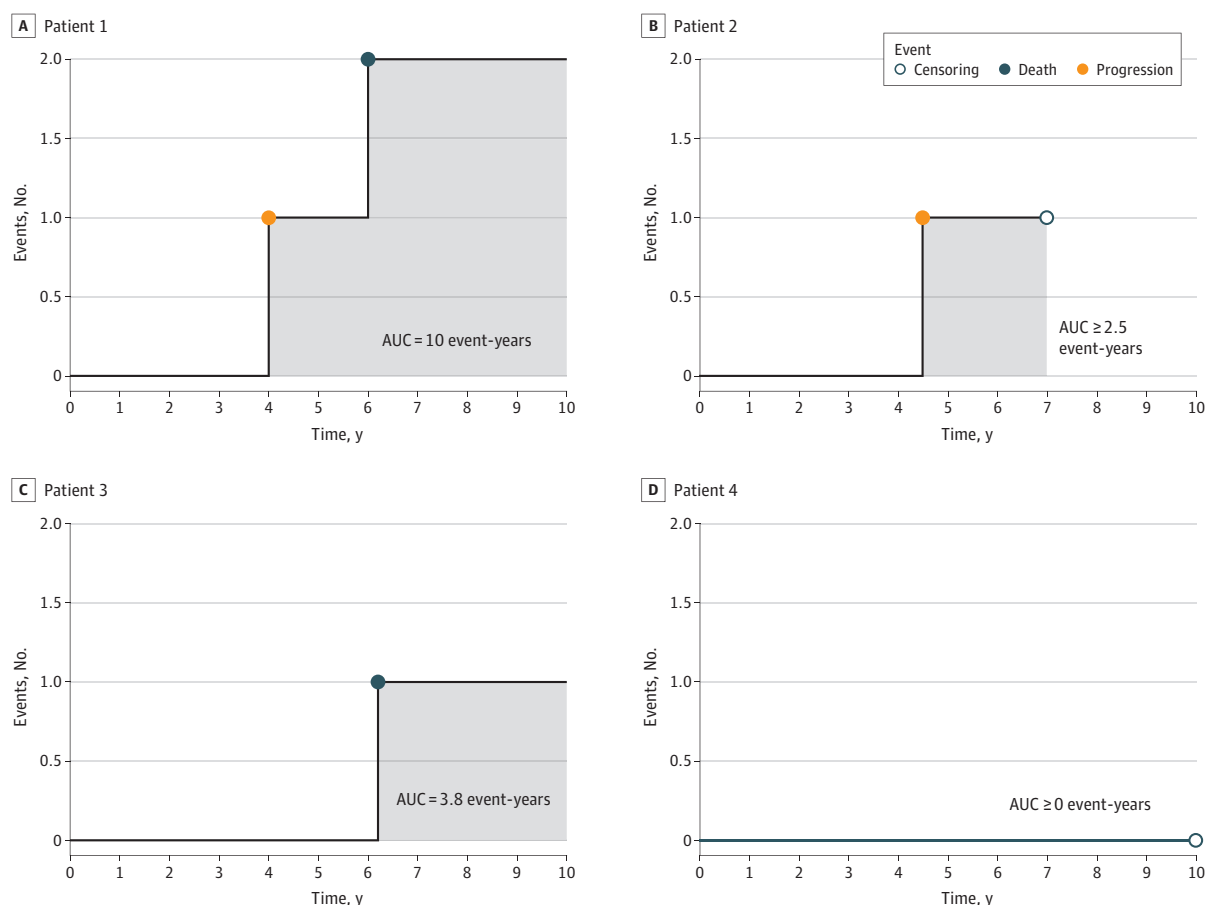 A Patient 1
2.0
1.5
1.0
0.5
0
Events, No.
AUC = 10 event-years
0 1 2 3 4 5 6 7 8 9 10
Time, y
B Patient 2
Event
Censoring Death Progression
2.0
1.5
1.0
0.5
0
Events, No.
AUC ≥ 2.5
event-years
0 1 2 3 4 5 6 7 8 9 10
Time, y
C Patient 3
2.0
1.5
1.0
0.5
0
Events, No.
AUC = 3.8 event-years
0 1 2 3 4 5 6 7 8 9 10
Time, y
D Patient 4
2.0
1.5
1.0
0.5
0
Events, No.
AUC ≥ 0 event-years
0 1 2 3 4 5 6 7 8 9 10
Time, y